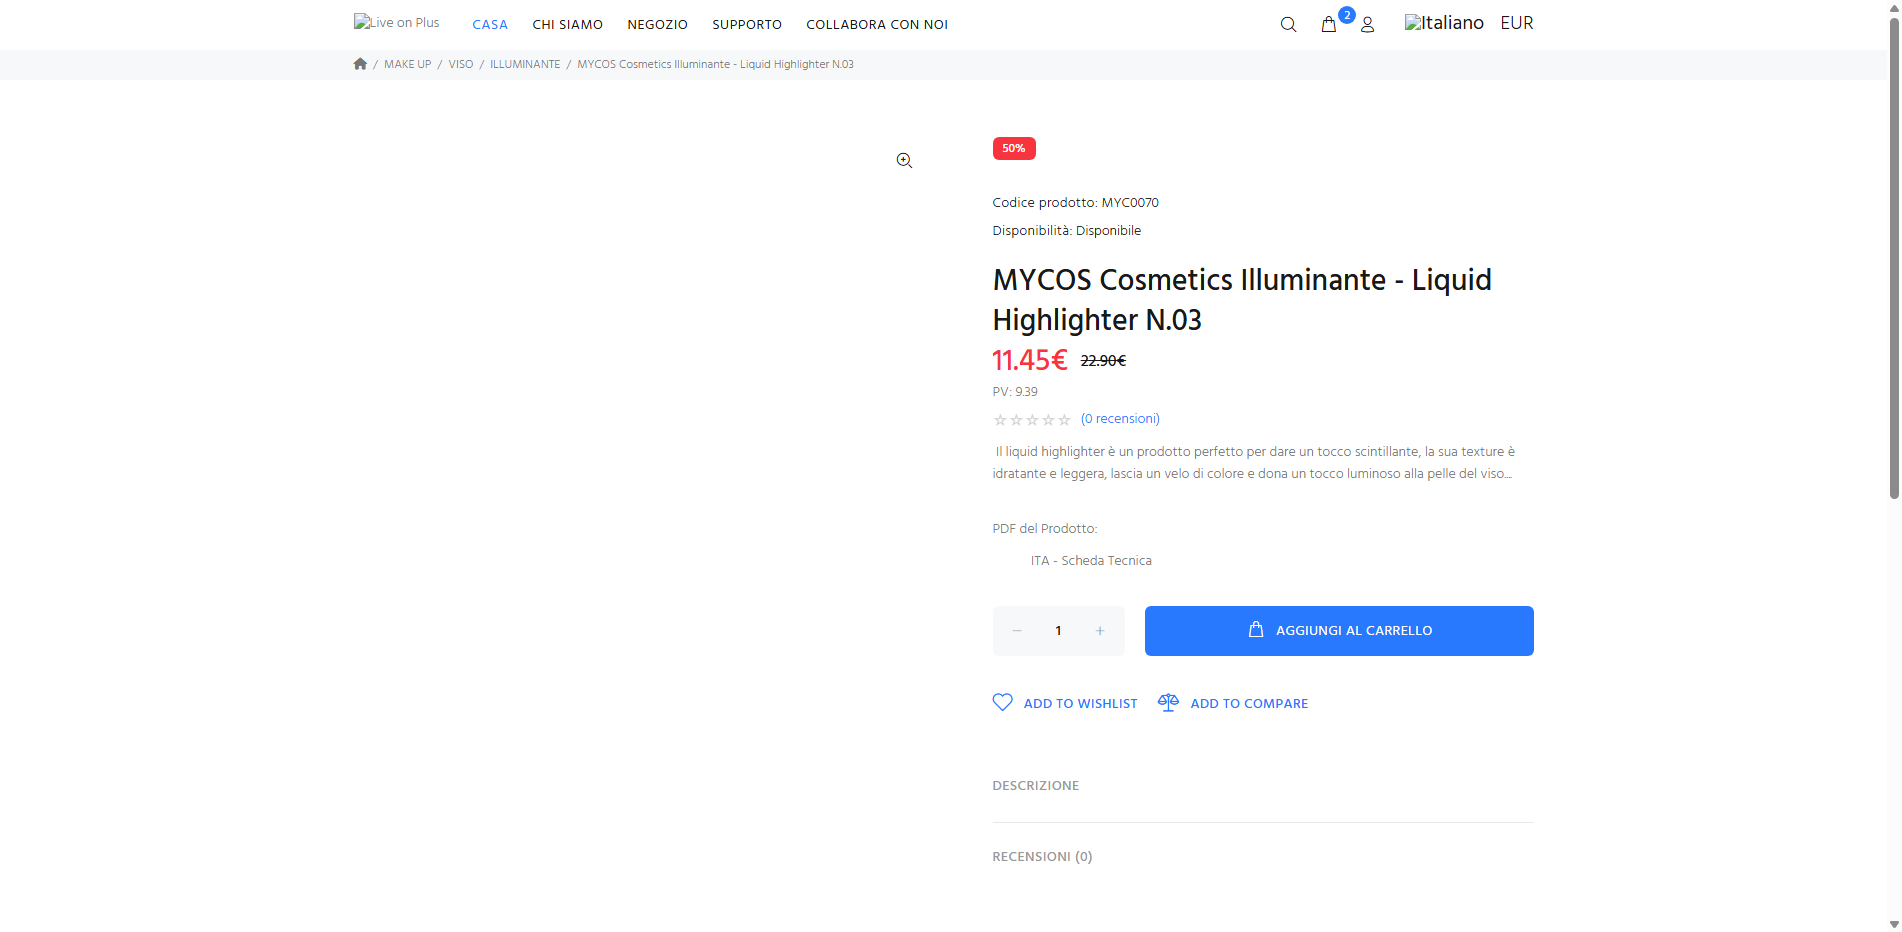 Live on Plus
CASA
CHI SIAMO
NEGOZIO
SUPPORTO
COLLABORA CON NOI
2
Italiano
EUR
/ MAKE UP / VISO / ILLUMINANTE / MYCOS Cosmetics Illuminante - Liquid Highlighter N.03
50%
Codice prodotto: MYC0070
Disponibilità: Disponibile
MYCOS Cosmetics Illuminante - Liquid
Highlighter N.03
11.45€ 22.90€
PV: 9.39
(0 recensioni)
Il liquid highlighter è un prodotto perfetto per dare un tocco scintillante, la sua texture è
idratante e leggera, lascia un velo di colore e dona un tocco luminoso alla pelle del viso...
PDF del Prodotto:
ITA - Scheda Tecnica
− 1 +
AGGIUNGI AL CARRELLO
ADD TO WISHLIST
ADD TO COMPARE
DESCRIZIONE
RECENSIONI (0)